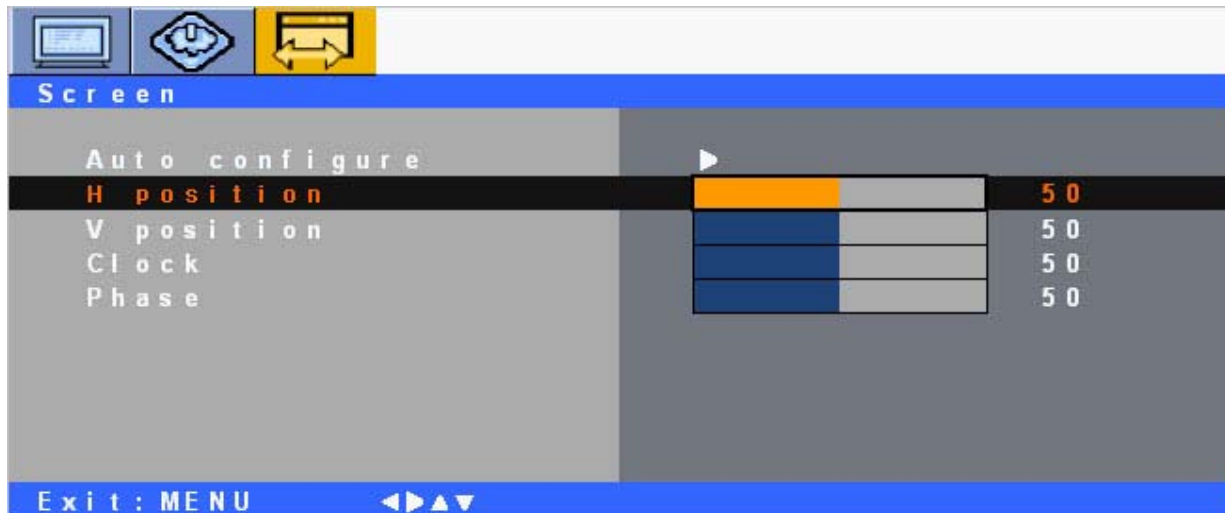 Screen
Auto configure
H position 50
V position 50
Clock 50
Phase 50
Exit: MENU